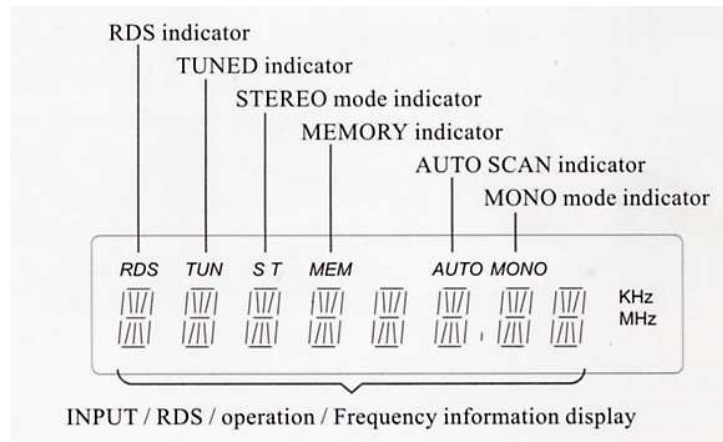 RDS indicator
TUNED indicator
STEREO mode indicator
MEMORY indicator
AUTO SCAN indicator
MONO mode indicator
RDS TUN S T MEM AUTO MONO
KHz
MHz
INPUT / RDS / operation / Frequency information display